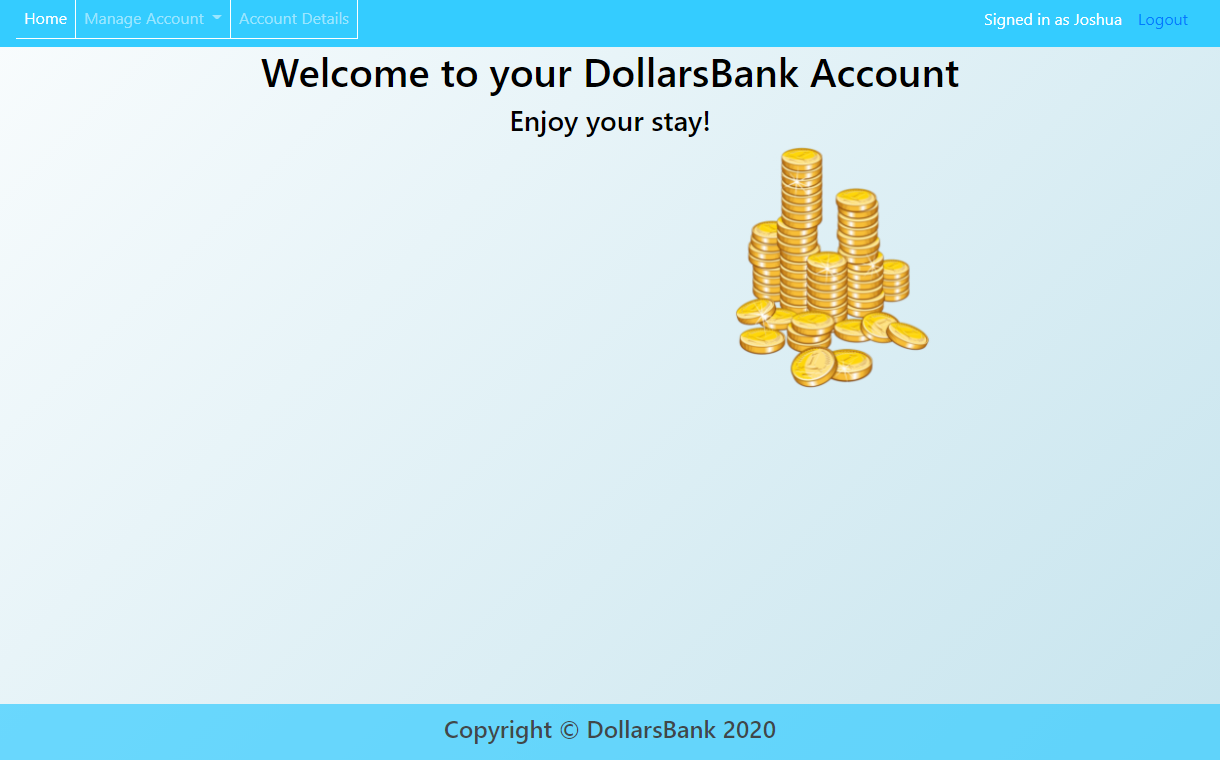 Home Manage Account Account Details Signed in as Joshua Logout
Welcome to your DollarsBank Account
Enjoy your stay!
Copyright © DollarsBank 2020